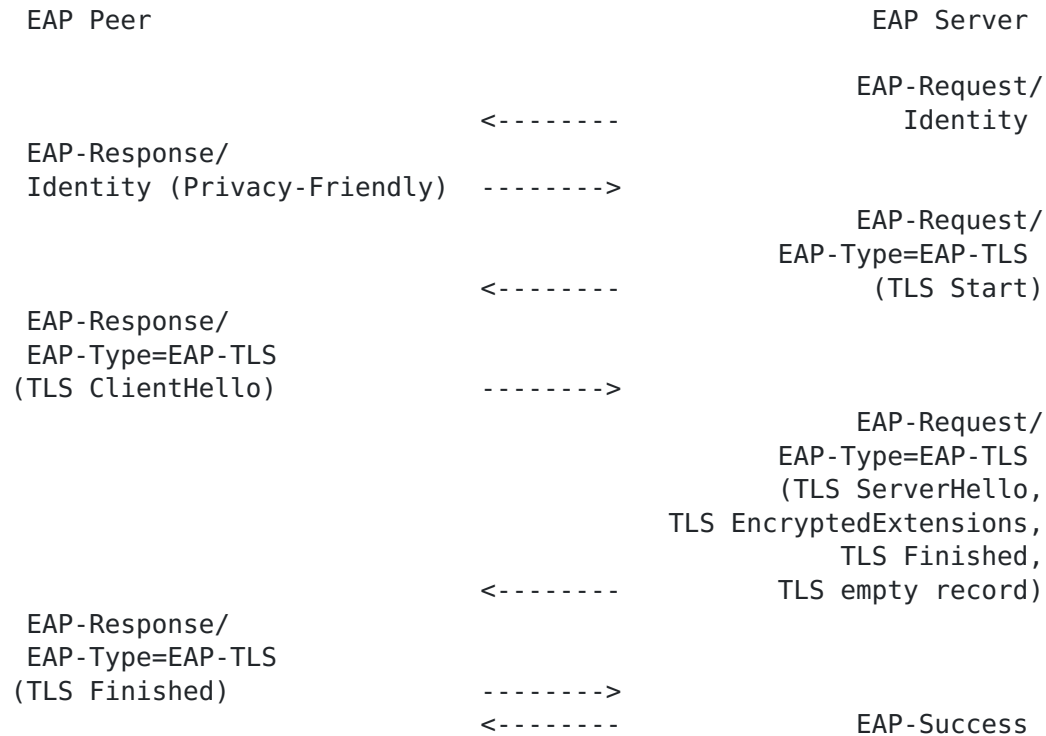 EAP Peer                                              EAP Server
EAP-Request/
<--------                  Identity
EAP-Response/
Identity (Privacy-Friendly)  -------->
EAP-Request/
EAP-Type=EAP-TLS
<--------                (TLS Start)
EAP-Response/
EAP-Type=EAP-TLS
(TLS ClientHello)             -------->
EAP-Request/
EAP-Type=EAP-TLS
(TLS ServerHello,
TLS EncryptedExtensions,
TLS Finished,
<--------          TLS empty record)
EAP-Response/
EAP-Type=EAP-TLS
(TLS Finished)                -------->
<--------               EAP-Success